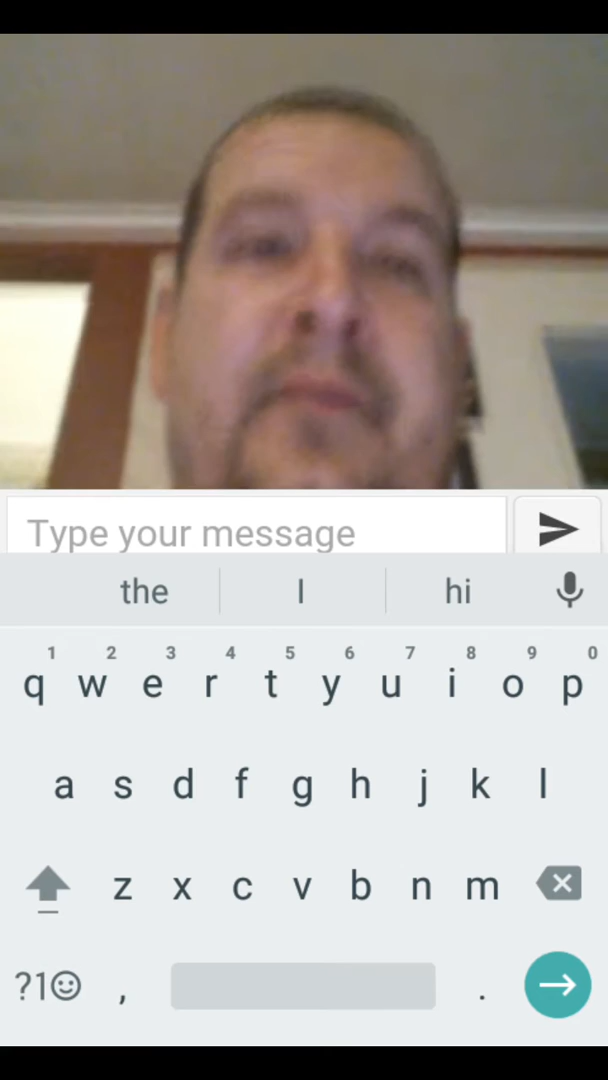 Type your message
the I hi
1 2 3 4 5 6 7 8 9 0
q w e r t y u i o p
a s d f g h j k l
z x c v b n m
?1☺ , .